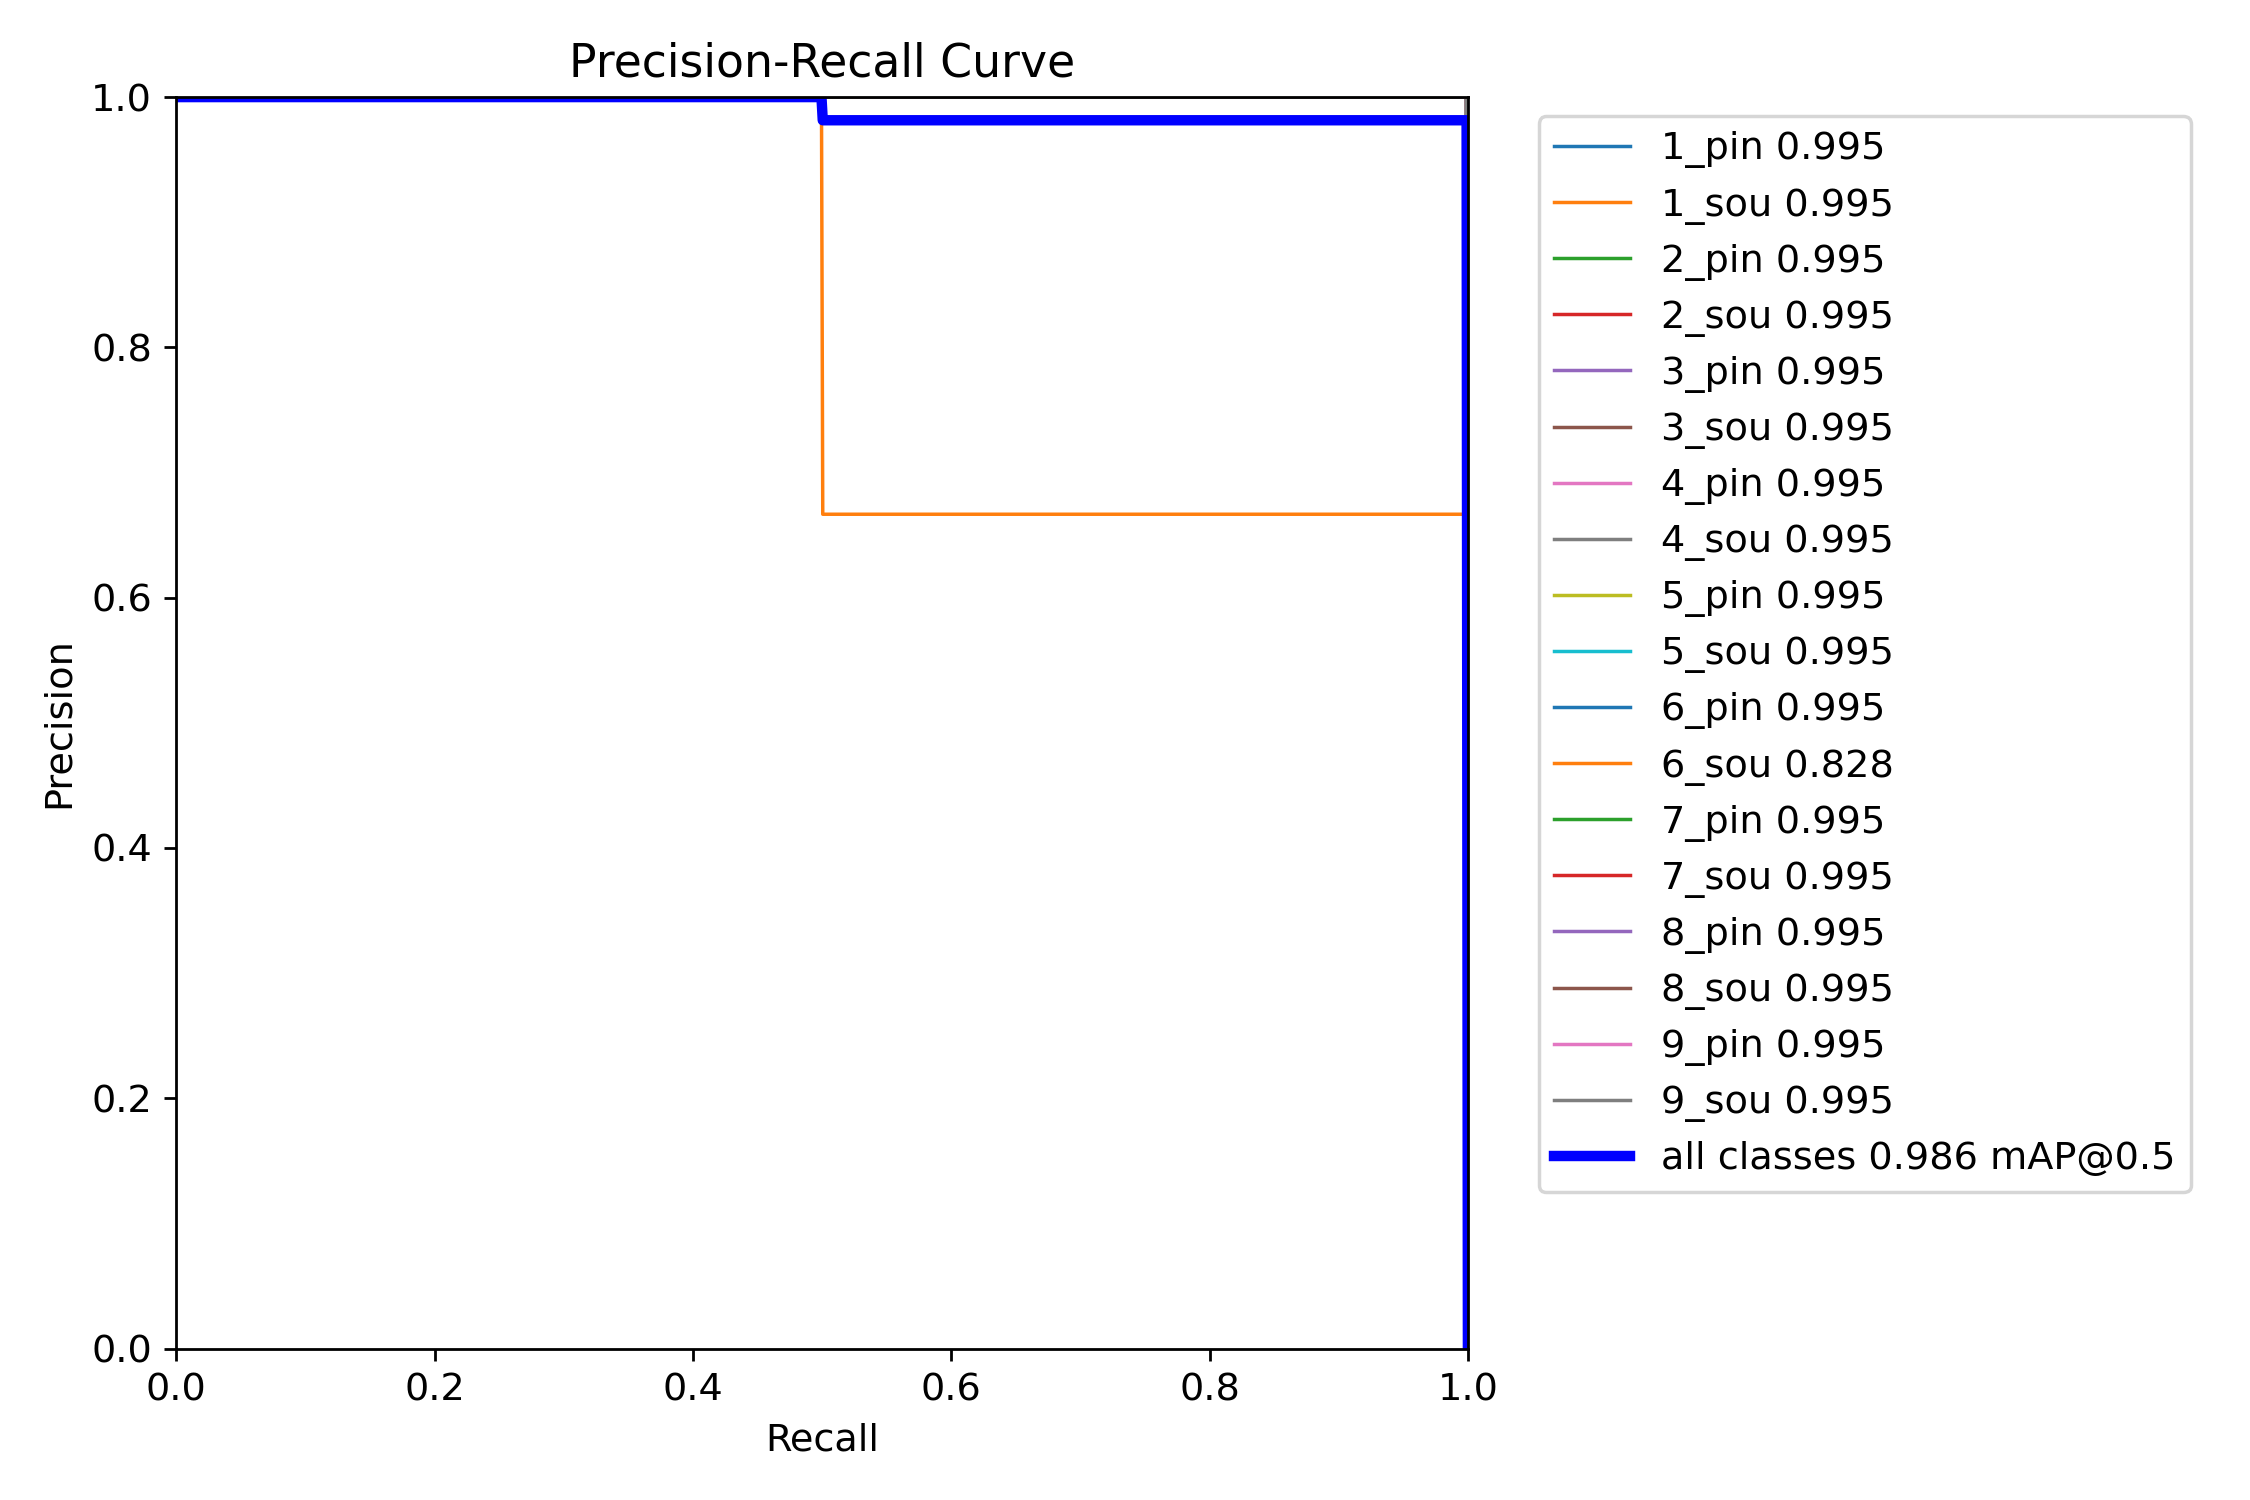 Precision-Recall Curve
1.0
0.8
0.6
0.4
0.2
0.0
Precision
0.0 0.2 0.4 0.6 0.8 1.0
Recall
1_pin 0.995
1_sou 0.995
2_pin 0.995
2_sou 0.995
3_pin 0.995
3_sou 0.995
4_pin 0.995
4_sou 0.995
5_pin 0.995
5_sou 0.995
6_pin 0.995
6_sou 0.828
7_pin 0.995
7_sou 0.995
8_pin 0.995
8_sou 0.995
9_pin 0.995
9_sou 0.995
all classes 0.986 mAP@0.5